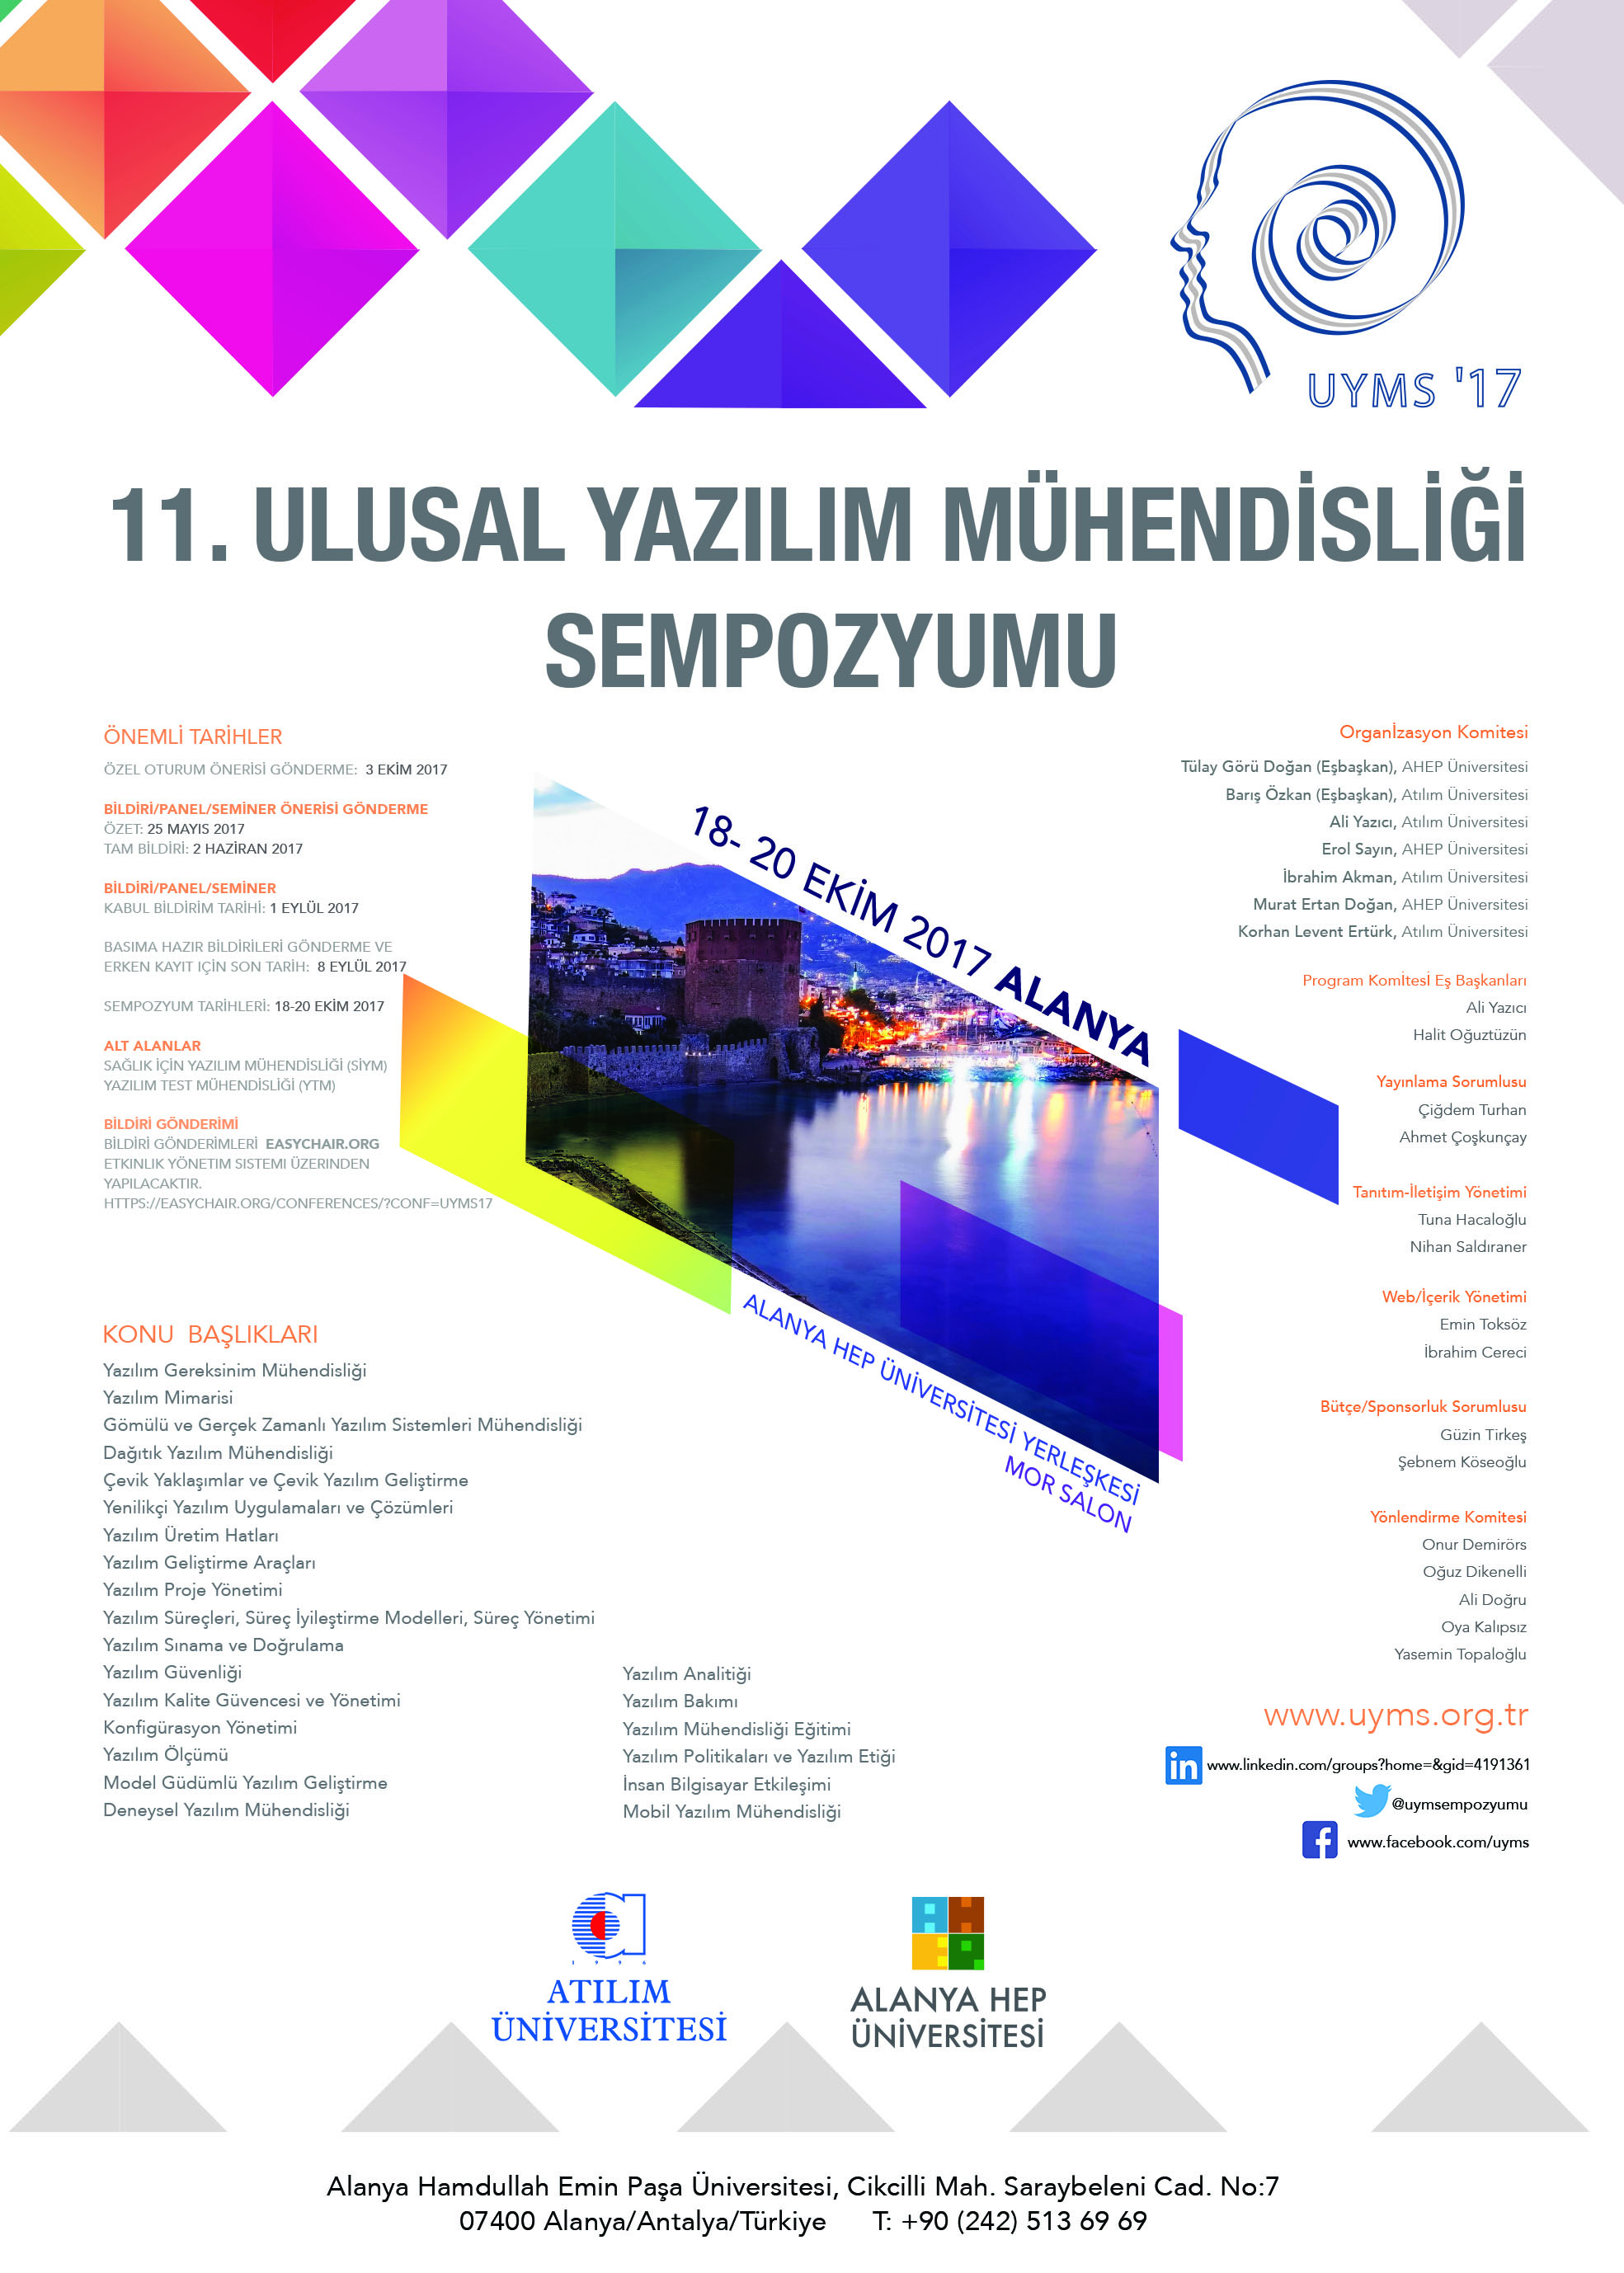 UYMS '17
11. ULUSAL YAZILIM MÜHENDİSLİĞİ
SEMPOZYUMU
ÖNEMLİ TARİHLER
ÖZEL OTURUM ÖNERİSİ GÖNDERME: 3 EKİM 2017
BİLDİRİ/PANEL/SEMİNER ÖNERİSİ GÖNDERME
ÖZET: 25 MAYIS 2017
TAM BİLDİRİ: 2 HAZİRAN 2017
BİLDİRİ/PANEL/SEMİNER
KABUL BİLDİRİM TARİHİ: 1 EYLÜL 2017
BASIMA HAZIR BİLDİRİLERİ GÖNDERME VE
ERKEN KAYIT IÇİN SON TARİH: 8 EYLÜL 2017
SEMPOZYUM TARİHLERİ: 18-20 EKİM 2017
ALT ALANLAR
SAĞLIK İÇİN YAZILIM MÜHENDİSLİĞİ (SİYM)
YAZILIM TEST MÜHENDİSLİĞİ (YTM)
BİLDİRİ GÖNDERİMİ
BİLDİRİ GÖNDERİMLERİ EASYCHAIR.ORG
ETKINLIK YÖNETIM SISTEMI ÜZERINDEN
YAPILACAKTIR.
HTTPS://EASYCHAIR.ORG/CONFERENCES/?CONF=UYMS17
18- 20 EKİM 2017 ALANYA
ALANYA HEP ÜNİVERSİTESİ YERLEŞKESİ
MOR SALON
Organİzasyon Komitesi
Tülay Görü Doğan (Eşbaşkan), AHEP Üniversitesi
Barış Özkan (Eşbaşkan), Atılım Üniversitesi
Ali Yazıcı, Atılım Üniversitesi
Erol Sayın, AHEP Üniversitesi
İbrahim Akman, Atılım Üniversitesi
Murat Ertan Doğan, AHEP Üniversitesi
Korhan Levent Ertürk, Atılım Üniversitesi
Program Komİtesİ Eş Başkanları
Ali Yazıcı
Halit Oğuztüzün
Yayınlama Sorumlusu
Çiğdem Turhan
Ahmet Çoşkunçay
Tanıtım-İletişim Yönetimi
Tuna Hacaloğlu
Nihan Saldıraner
Web/İçerik Yönetimi
Emin Toksöz
İbrahim Cereci
Bütçe/Sponsorluk Sorumlusu
Güzin Tirkeş
Şebnem Köseoğlu
Yönlendirme Komitesi
Onur Demirörs
Oğuz Dikenelli
Ali Doğru
Oya Kalıpsız
Yasemin Topaloğlu
KONU BAŞLIKLARI
Yazılım Gereksinim Mühendisliği
Yazılım Mimarisi
Gömülü ve Gerçek Zamanlı Yazılım Sistemleri Mühendisliği
Dağıtık Yazılım Mühendisliği
Çevik Yaklaşımlar ve Çevik Yazılım Geliştirme
Yenilikçi Yazılım Uygulamaları ve Çözümleri
Yazılım Üretim Hatları
Yazılım Geliştirme Araçları
Yazılım Proje Yönetimi
Yazılım Süreçleri, Süreç İyileştirme Modelleri, Süreç Yönetimi
Yazılım Sınama ve Doğrulama
Yazılım Güvenliği
Yazılım Kalite Güvencesi ve Yönetimi
Konfigürasyon Yönetimi
Yazılım Ölçümü
Model Güdümlü Yazılım Geliştirme
Deneysel Yazılım Mühendisliği
Yazılım Analitiği
Yazılım Bakımı
Yazılım Mühendisliği Eğitimi
Yazılım Politikaları ve Yazılım Etiği
İnsan Bilgisayar Etkileşimi
Mobil Yazılım Mühendisliği
www.uyms.org.tr
in www.linkedin.com/groups?home=&gid=4191361
@uymsempozyumu
f www.facebook.com/uyms
1 9 9 6
ATILIM
ÜNİVERSİTESİ
ALANYA HEP
ÜNİVERSİTESİ
Alanya Hamdullah Emin Paşa Üniversitesi, Cikcilli Mah. Saraybeleni Cad. No:7
07400 Alanya/Antalya/Türkiye T: +90 (242) 513 69 69